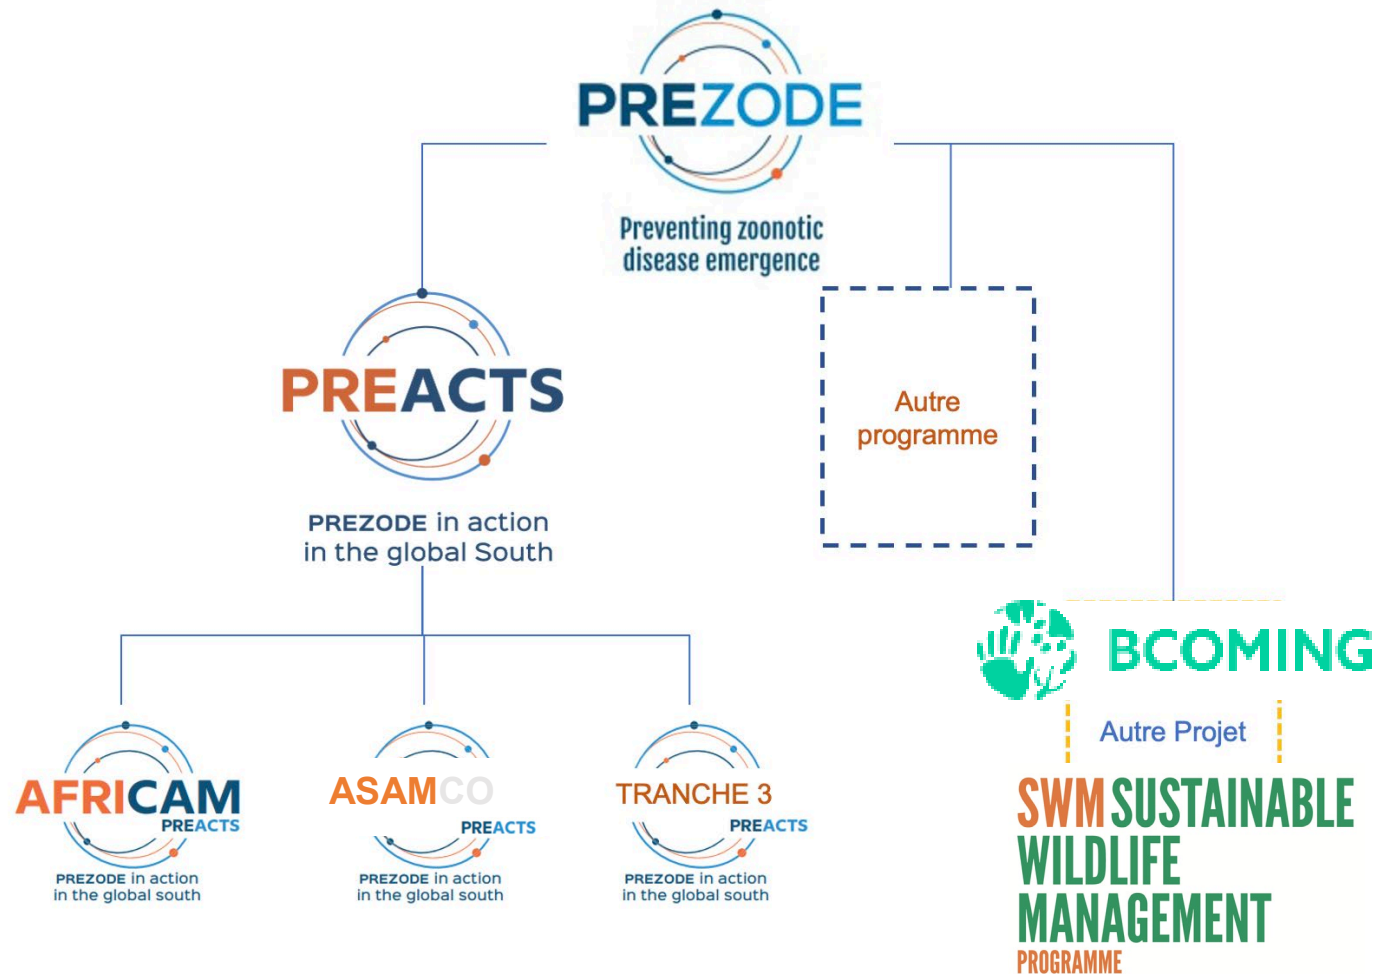 PREZODE
Preventing zoonotic
disease emergence
PREACTS
PREZODE in action
in the global South
Autre
programme
AFRICAM
PREACTS
PREZODE in action
in the global south
ASAMCO
PREACTS
PREZODE in action
in the global south
TRANCHE 3
PREACTS
PREZODE in action
in the global south
BCOMING
Autre Projet
SWM SUSTAINABLE
WILDLIFE
MANAGEMENT
PROGRAMME